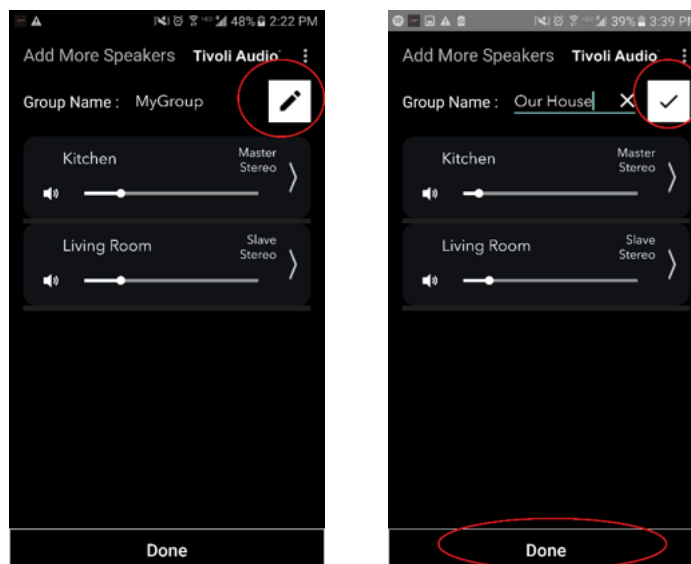 48% 2:22 PM
Add More Speakers Tivoli Audio
Group Name : MyGroup
Kitchen
Master
Stereo
Living Room
Slave
Stereo
Done
39% 3:39 PM
Add More Speakers Tivoli Audio
Group Name : Our House
Kitchen
Master
Stereo
Living Room
Slave
Stereo
Done